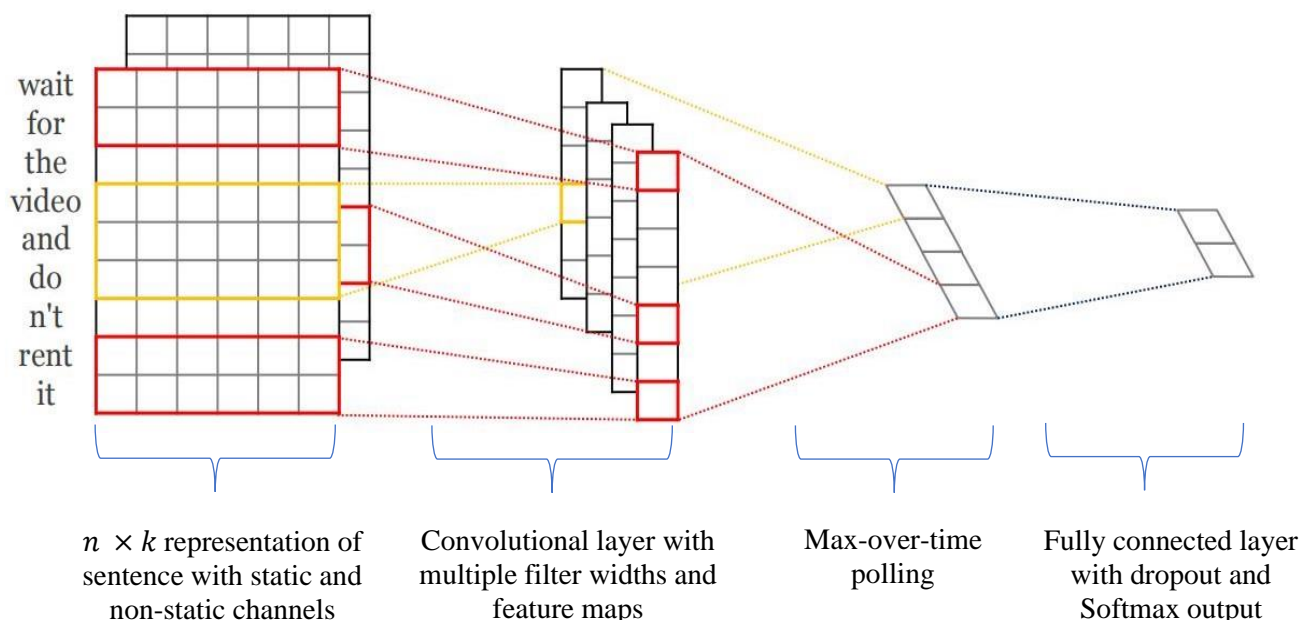 wait
for
the
video
and
do
n't
rent
it
n × k representation of
sentence with static and
non-static channels
Convolutional layer with
multiple filter widths and
feature maps
Max-over-time
polling
Fully connected layer
with dropout and
Softmax output